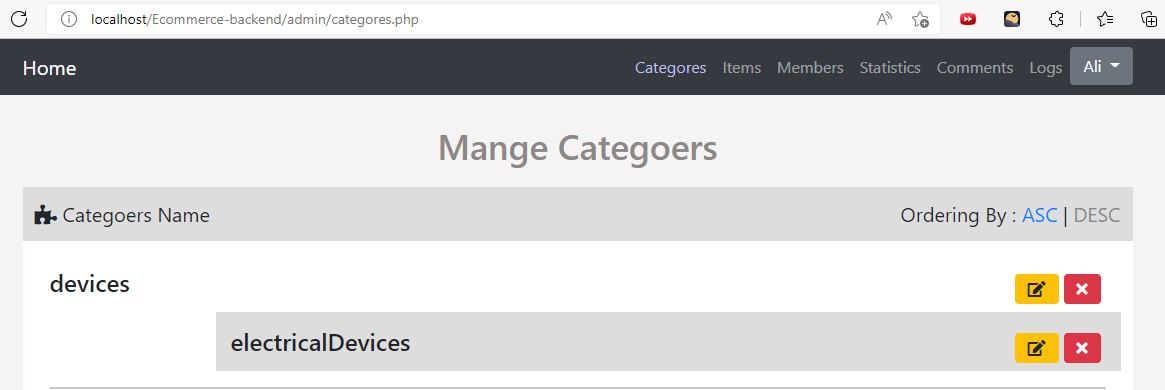 localhost/Ecommerce-backend/admin/categores.php
Home Categores Items Members Statistics Comments Logs Ali
Mange Categoers
Categoers Name Ordering By : ASC | DESC
devices
electricalDevices